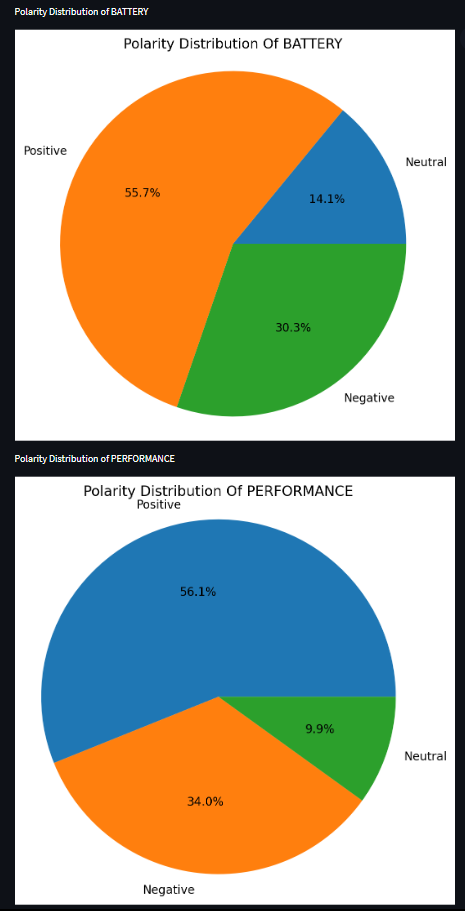 Polarity Distribution of BATTERY
Polarity Distribution Of BATTERY
Positive
Neutral
55.7%
14.1%
30.3%
Negative
Polarity Distribution of PERFORMANCE
Polarity Distribution Of PERFORMANCE
Positive
56.1%
9.9%
Neutral
34.0%
Negative